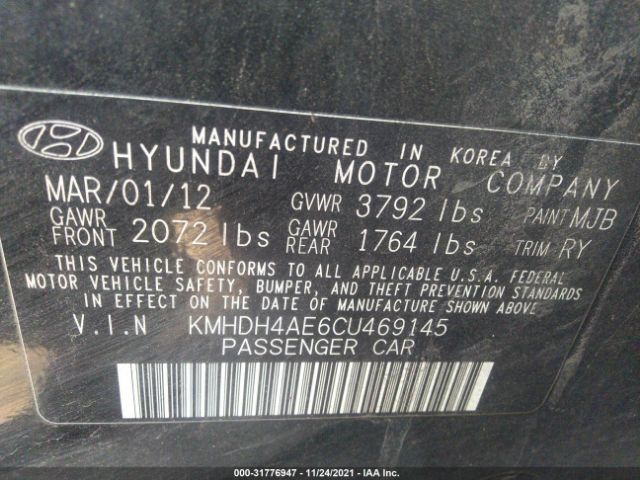 MANUFACTURED IN KOREA BY
HYUNDAI MOTOR COMPANY
MAR/01/12 GVWR 3792 lbs PAINT MJB
GAWR FRONT 2072 lbs GAWR REAR 1764 lbs TRIM RY
THIS VEHICLE CONFORMS TO ALL APPLICABLE U.S.A. FEDERAL
MOTOR VEHICLE SAFETY, BUMPER, AND THEFT PREVENTION STANDARDS
IN EFFECT ON THE DATE OF MANUFACTURE SHOWN ABOVE.
V.I.N KMHDH4AE6CU469145
PASSENGER CAR
000-31776947 - 11/24/2021 - IAA Inc.